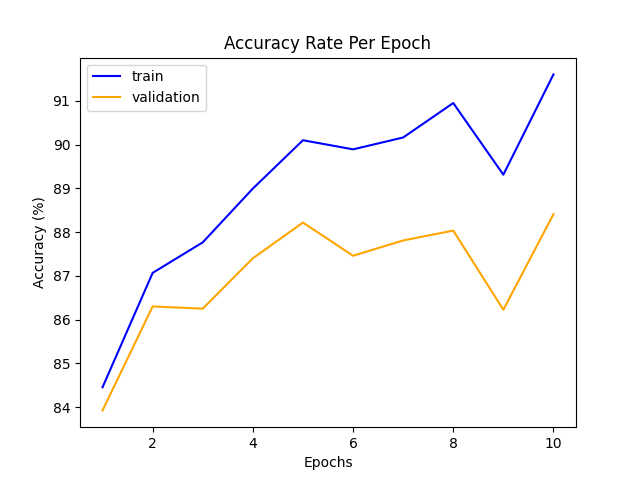 Accuracy Rate Per Epoch
train
validation
91
90
89
88
87
86
85
84
Accuracy (%)
2 4 6 8 10
Epochs